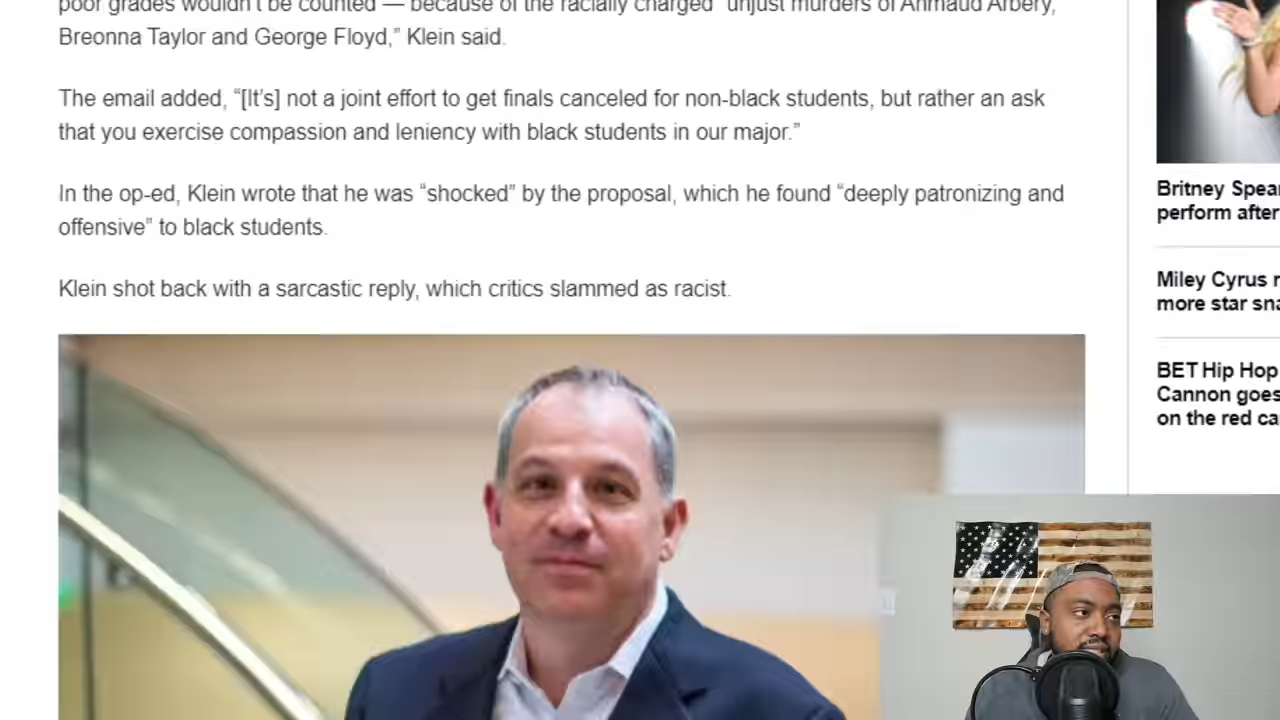 poor grades wouldn't be counted — because of the racially charged "unjust murders of Ahmaud Arbery,
Breonna Taylor and George Floyd," Klein said.
The email added, “[It’s] not a joint effort to get finals canceled for non-black students, but rather an ask
that you exercise compassion and leniency with black students in our major.”
In the op-ed, Klein wrote that he was “shocked” by the proposal, which he found “deeply patronizing and
offensive” to black students.
Klein shot back with a sarcastic reply, which critics slammed as racist.
Britney Spea
perform after
Miley Cyrus
more star sna
BET Hip Hop
Cannon goes
on the red ca